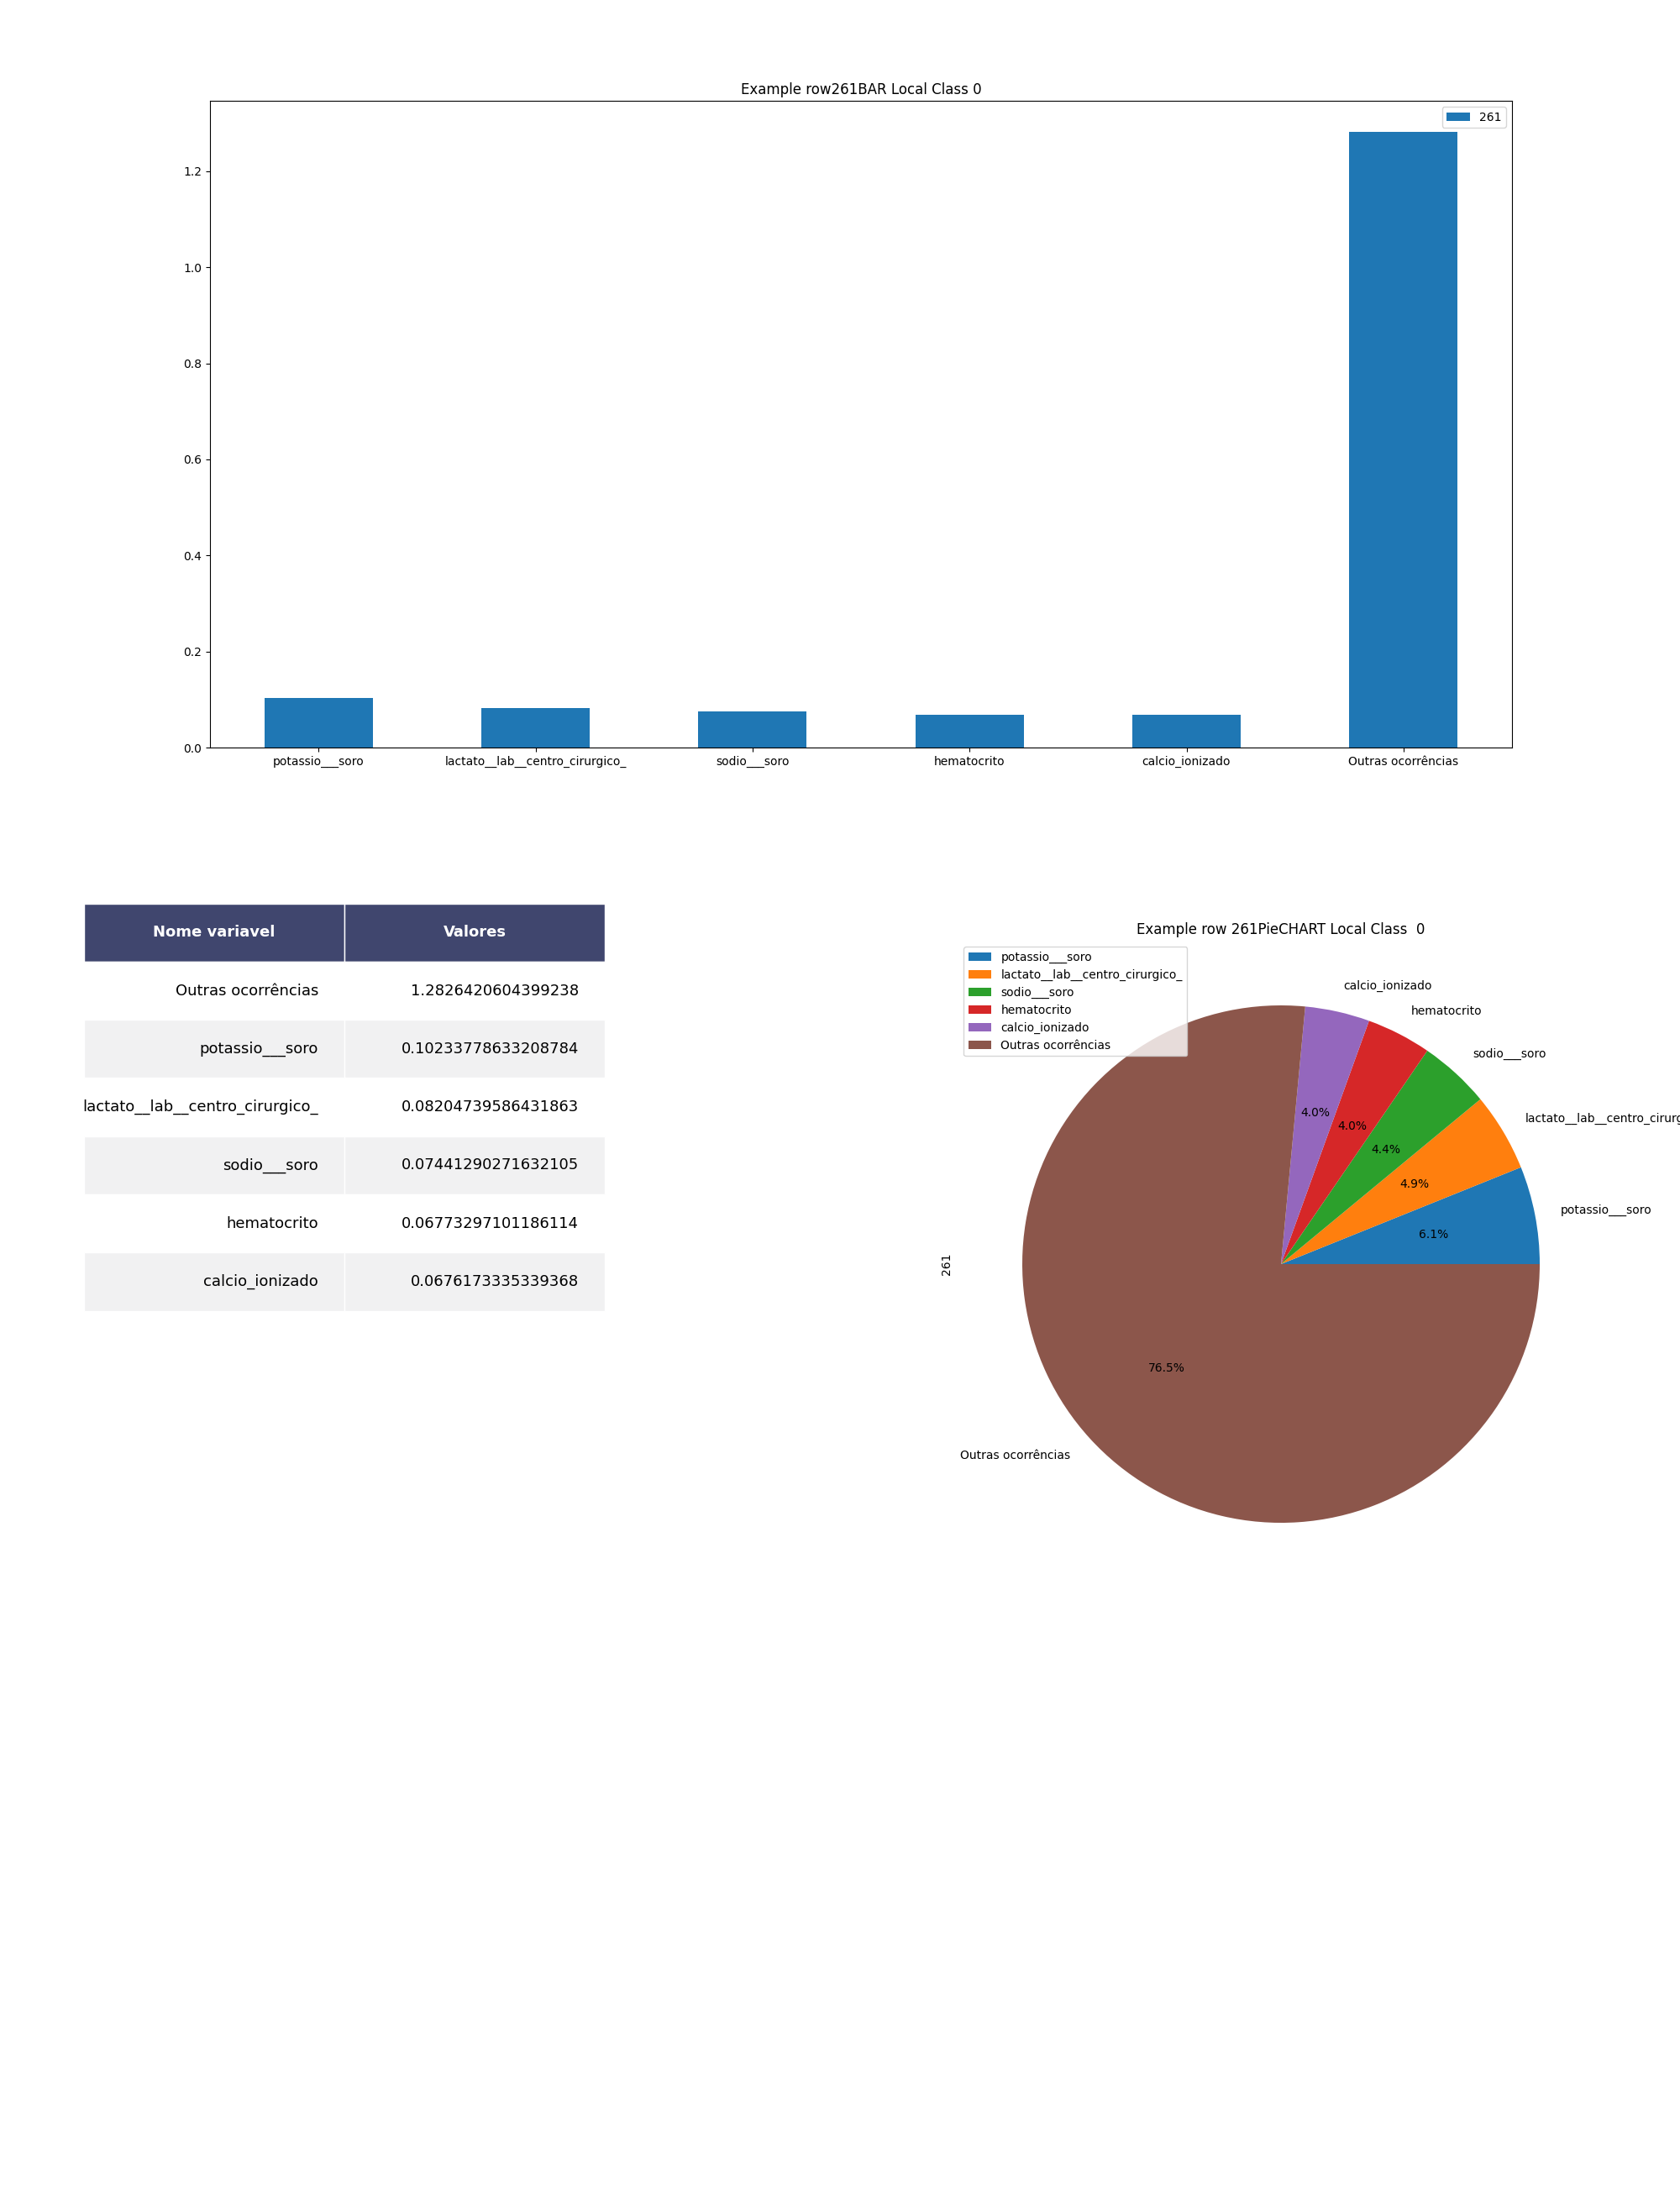 Example row261BAR Local Class 0
261
1.2
1.0
0.8
0.6
0.4
0.2
0.0
potassio___soro
lactato__lab__centro_cirurgico_
sodio___soro
hematocrito
calcio_ionizado
Outras ocorrências
Nome variavel Valores
Outras ocorrências 1.2826420604399238
potassio___soro 0.10233778633208784
lactato__lab__centro_cirurgico_ 0.08204739586431863
sodio___soro 0.07441290271632105
hematocrito 0.06773297101186114
calcio_ionizado 0.0676173335339368
Example row 261PieCHART Local Class  0
potassio___soro
lactato__lab__centro_cirurgico_
sodio___soro
hematocrito
calcio_ionizado
Outras ocorrências
calcio_ionizado
hematocrito
sodio___soro
lactato__lab__centro_cirurg
potassio___soro
4.0%
4.0%
4.4%
4.9%
6.1%
261
76.5%
Outras ocorrências